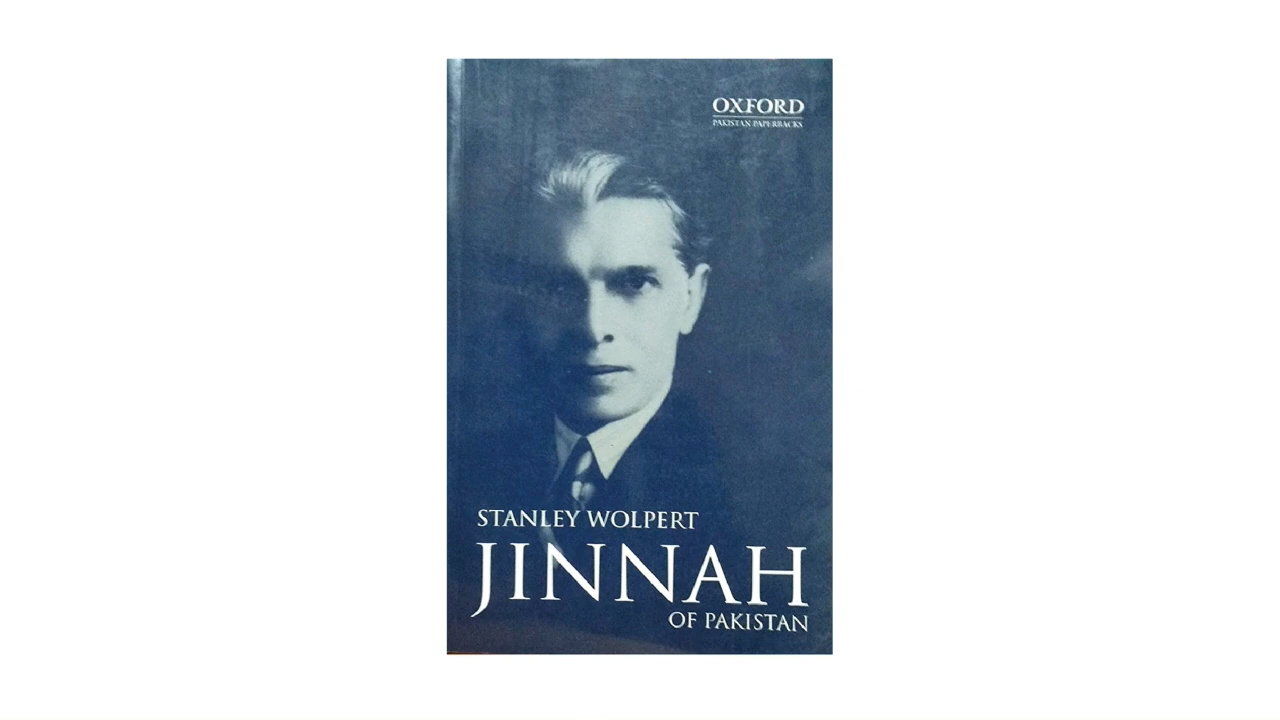 OXFORD
PAKISTAN PAPERBACKS
STANLEY WOLPERT
JINNAH
OF PAKISTAN